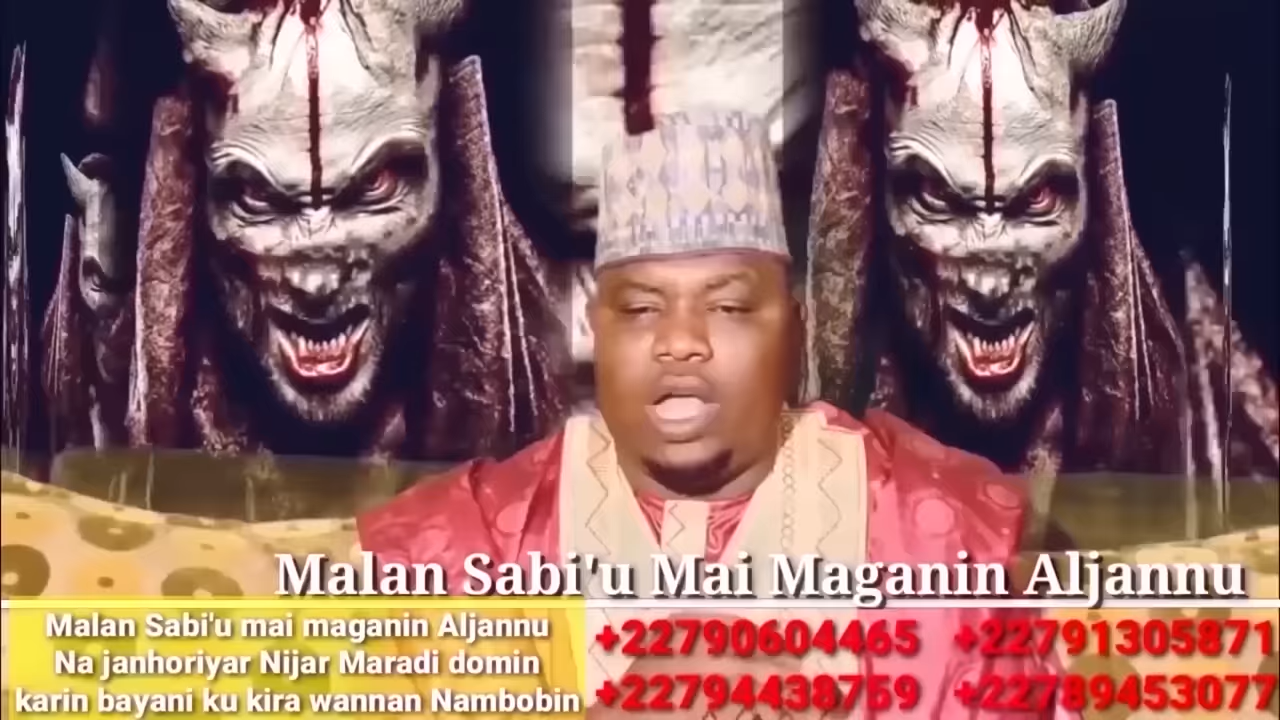 Malan Sabi'u Mai Maganin Aljannu
Malan Sabi'u mai maganin Aljannu
Na janhoriyar Nijar Maradi domin
karin bayani ku kira wannan Nambobin
+22790604465 +22791305871
+22794438759 +22789453077